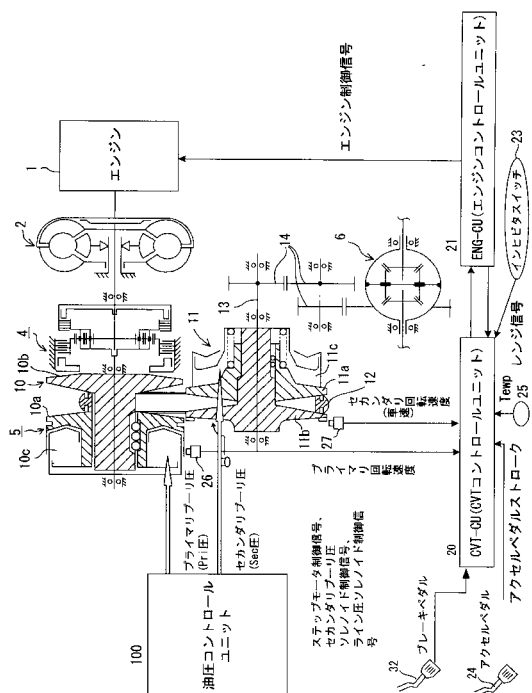 1
エンジン
エンジン制御信号
ENG-CU(エンジンコントロールユニット)
21
インヒビタスイッチ
23
レンジ信号
2
4
10b
10
10a
5
10c
13
14
6
11
11c
11a
12
11b
27
26
セカンダリ回転速度
(車速)
プライマリ回転速度
プライマリプーリ圧
(Pri圧)
セカンダリプーリ圧
(Sec圧)
100
油圧コントロール
ユニット
ステップモータ制御信号、
セカンダリプーリ圧
ソレノイド制御信号、
ライン圧ソレノイド制御信
号
20
CVT-CU(CVTコントロールユニット)
Temp
25
アクセルペダルストローク
ブレーキペダル
32
アクセルペダル
24